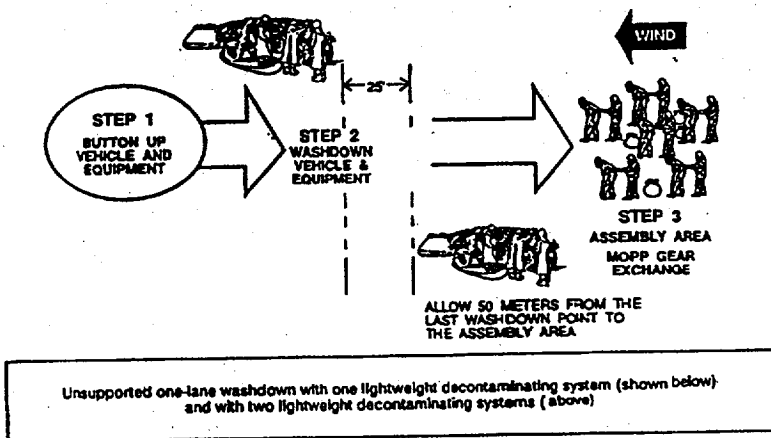 WIND
25
STEP 1
BUTTON UP
VEHICLE AND
EQUIPMENT
STEP 2
WASHDOWN
VEHICLE &
EQUIPMENT
STEP 3
ASSEMBLY AREA
MOPP GEAR
EXCHANGE
ALLOW 50 METERS FROM THE
LAST WASHDOWN POINT TO
THE ASSEMBLY AREA
Unsupported one-lane washdown with one lightweight decontaminating system (shown below)
and with two lightweight decontaminating systems (above)